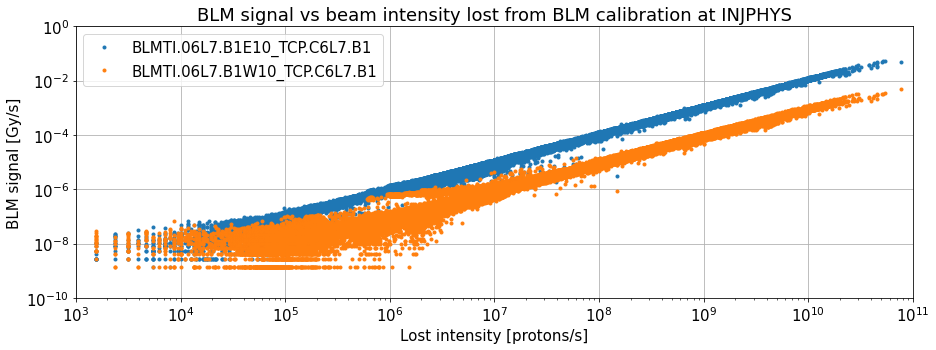 BLM signal vs beam intensity lost from BLM calibration at INJPHYS
BLM signal [Gy/s]
10^0
10^-2
10^-4
10^-6
10^-8
10^-10
BLMTI.06L7.B1E10_TCP.C6L7.B1
BLMTI.06L7.B1W10_TCP.C6L7.B1
10^3 10^4 10^5 10^6 10^7 10^8 10^9 10^10 10^11
Lost intensity [protons/s]